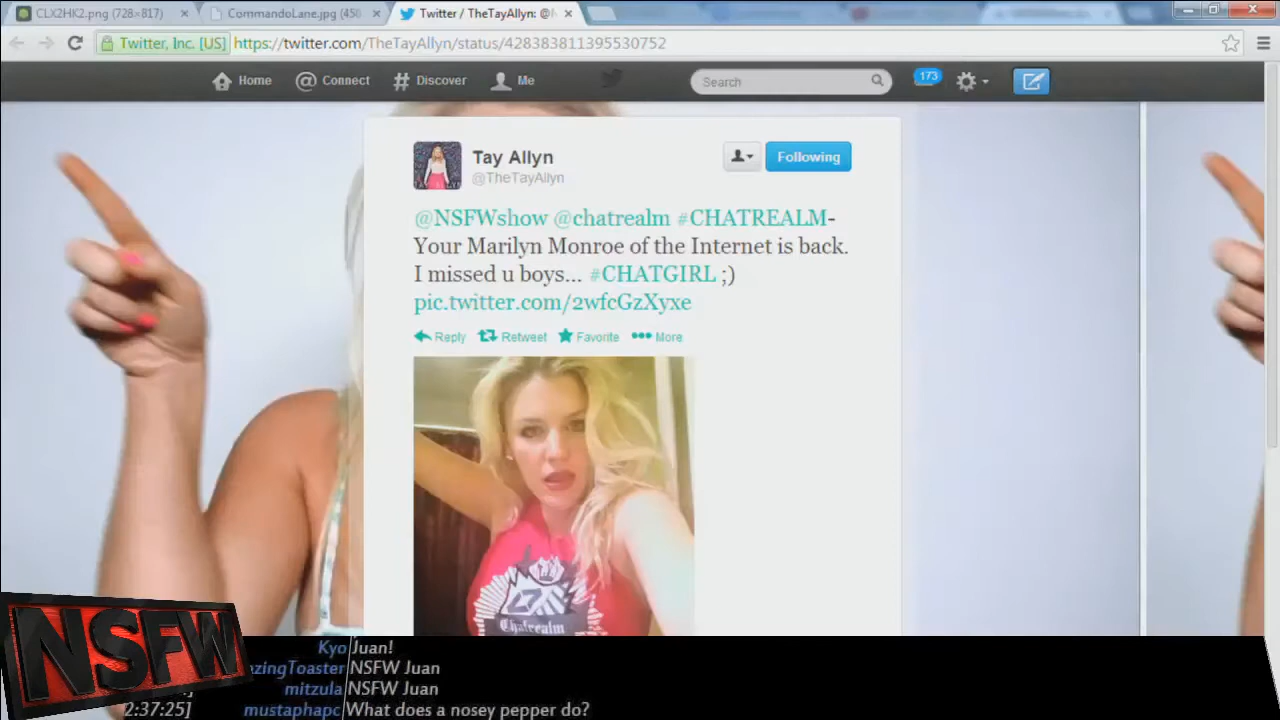 CLX2HK2.png (728×817)
CommandoLane.jpg (450
Twitter / TheTayAllyn: @
Twitter, Inc. [US] https://twitter.com/TheTayAllyn/status/428383811395530752
Home Connect Discover Me Search 173
Tay Allyn Following
@TheTayAllyn
@NSFWshow @chatrealm #CHATREALM-
Your Marilyn Monroe of the Internet is back.
I missed u boys... #CHATGIRL ;)
pic.twitter.com/2wfcGzXyxe
Reply Retweet Favorite More
Chatrealm
NSFW
Kyo Juan!
azingToaster NSFW Juan
mitzula NSFW Juan
2:37:25] mustaphapc What does a nosey pepper do?